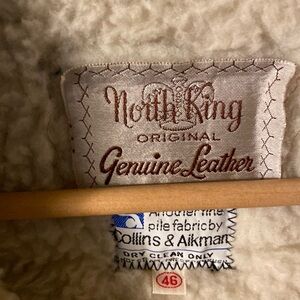 North King
ORIGINAL
Genuine Leather
Another fine
pile fabric by
Collins & Aikman
DRY CLEAN ONLY
46